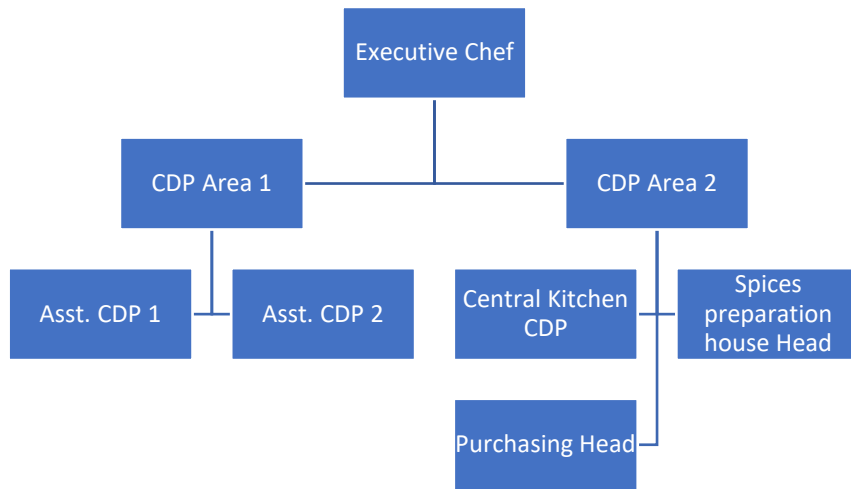 Executive Chef
CDP Area 1
CDP Area 2
Asst. CDP 1
Asst. CDP 2
Central Kitchen
CDP
Spices
preparation
house Head
Purchasing Head